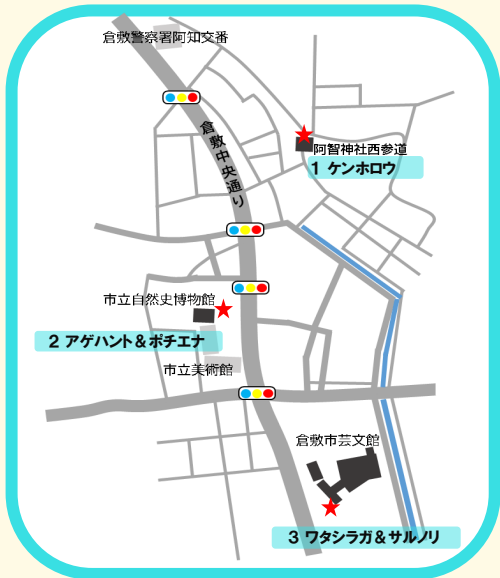 倉敷警察署阿知交番
倉敷中央通り
阿智神社西参道
1 ケンホロウ
市立自然史博物館
2 アゲハント＆ポチエナ
市立美術館
倉敷市芸文館
3 ワタシラガ＆サルノリ